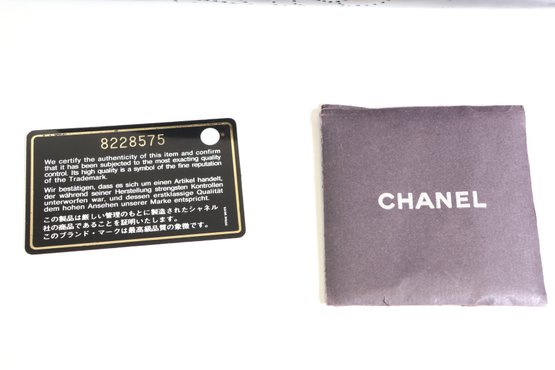 8228575
We certify the authenticity of this item and confirm
that it has been subjected to the most exacting quality
control. Its high quality is a symbol of the fine reputation
of the Trademark.
Wir bestätigen, dass es sich um einen Artikel handelt,
der während seiner Herstellung strengsten Kontrollen
unterworfen war, und dessen erstklassige Qualität
dem hohen Ansehen unserer Marke entspricht.
この製品は厳しい管理のもとに製造されたシャネル
社の商品であることを証明いたします。
このブランド・マークは最高級品質の象徴です。
CHANEL